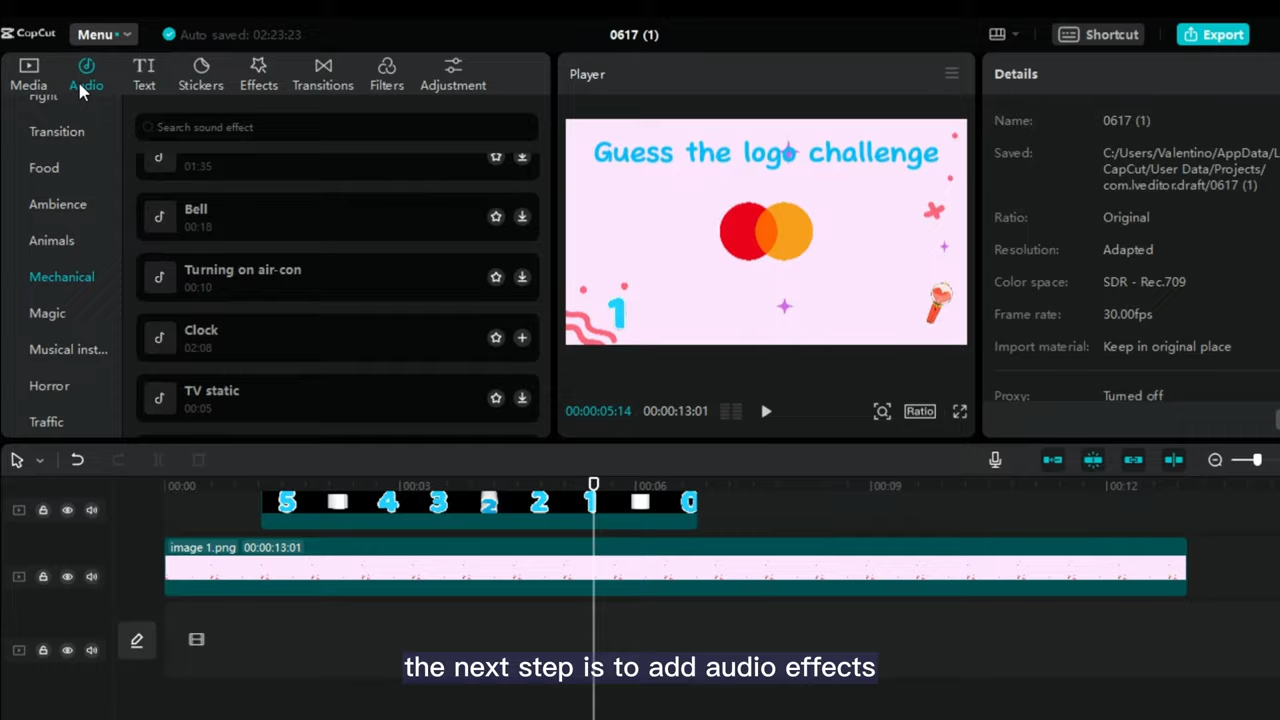 CapCut
Menu
Auto saved: 02:23:23
0617 (1)
Shortcut
Export
Media
Audio
Text
Stickers
Effects
Transitions
Filters
Adjustment
Player
Details
Fight
Transition
Food
Ambience
Animals
Mechanical
Magic
Musical inst...
Horror
Traffic
Search sound effect
01:35
Bell
00:18
Turning on air-con
00:10
Clock
02:08
TV static
00:05
Guess the logo challenge
1
00:00:05:14
00:00:13:01
Ratio
Name:
0617 (1)
Saved:
C:/Users/Valentino/AppData/L
CapCut/User Data/Projects/
com.lveditor.draft/0617 (1)
Ratio:
Original
Resolution:
Adapted
Color space:
SDR - Rec.709
Frame rate:
30.00fps
Import material:
Keep in original place
Proxy:
Turned off
00:00
00:03
00:06
00:09
00:12
5 4 3 2 2 1 0
image 1.png 00:00:13:01
the next step is to add audio effects